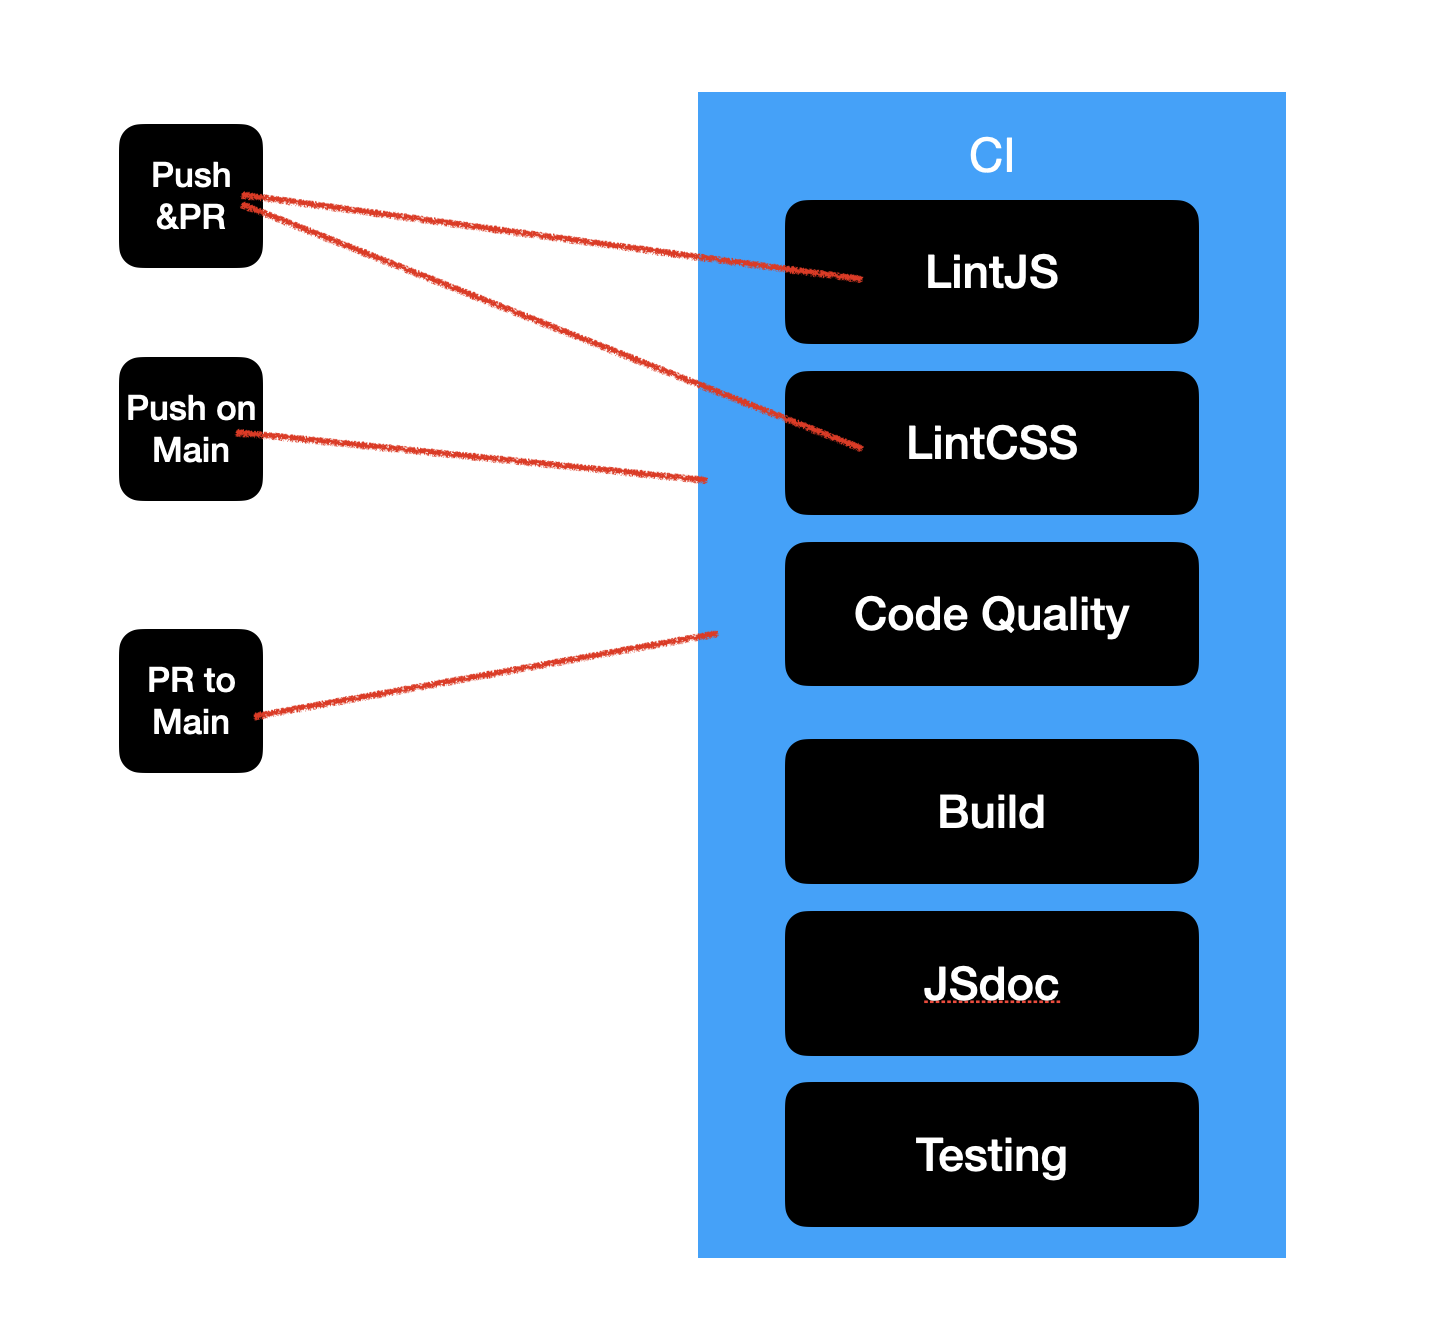 Push
&PR
Push on
Main
PR to
Main
CI
LintJS
LintCSS
Code Quality
Build
JSdoc
Testing